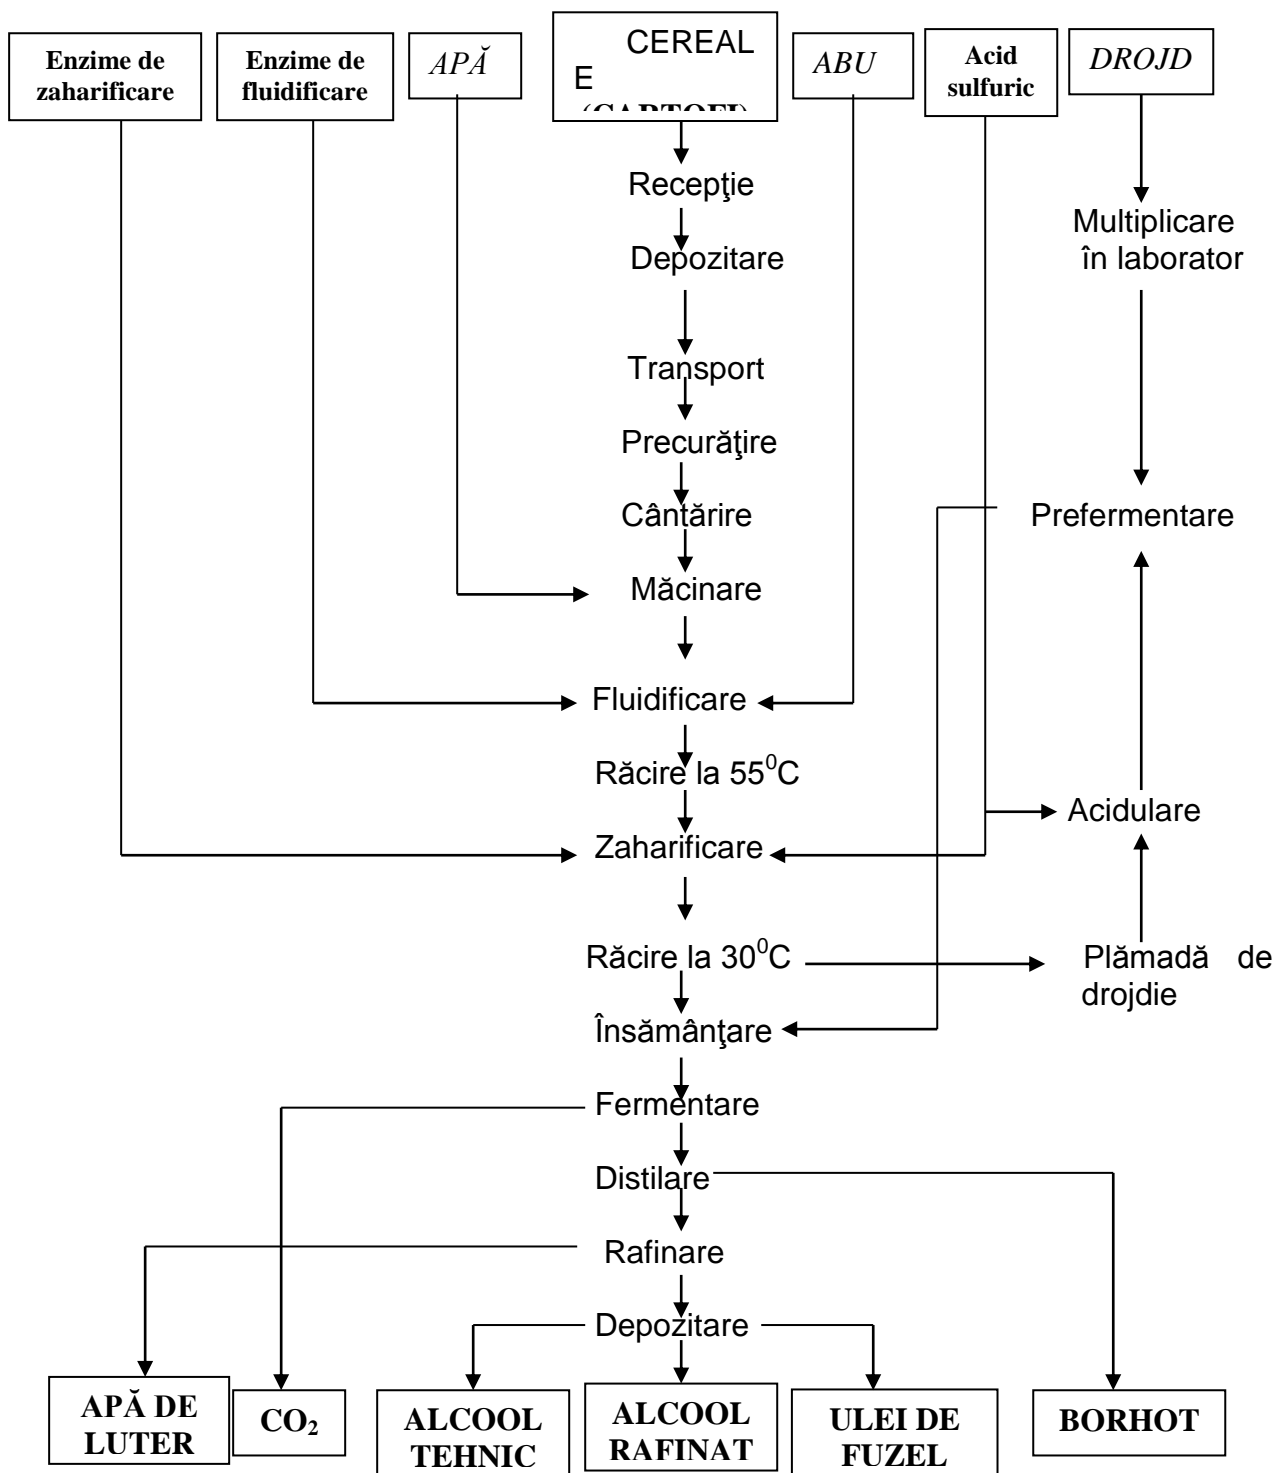 Enzime de
zaharificare
Enzime de
fluidificare
APĂ
CEREAL
E
(CARTOFI)
ABU
Acid
sulfuric
DROJD
Recepţie
Multiplicare
în laborator
Depozitare
Transport
Precurăţire
Cântărire
Prefermentare
Măcinare
Fluidificare
Răcire la 55⁰C
Acidulare
Zaharificare
Răcire la 30⁰C
Plămadă de
drojdie
Însămânţare
Fermentare
Distilare
Rafinare
Depozitare
APĂ DE
LUTER
CO₂
ALCOOL
TEHNIC
ALCOOL
RAFINAT
ULEI DE
FUZEL
BORHOT